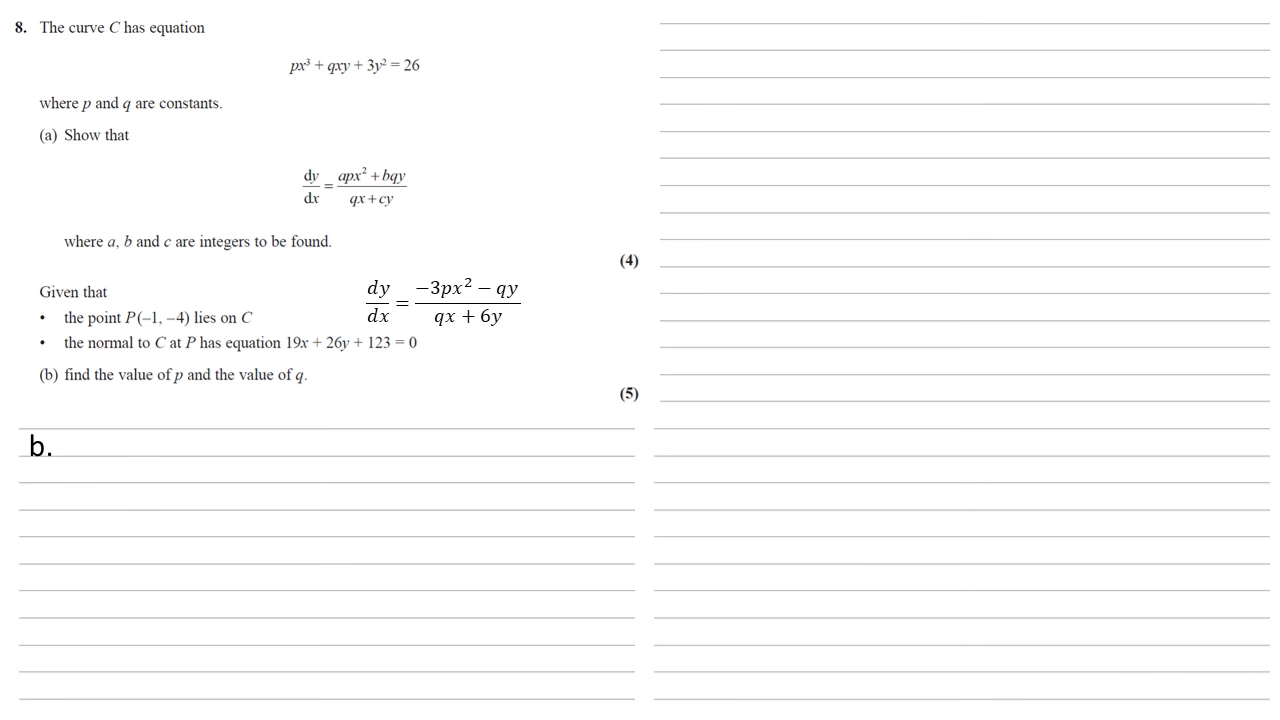 8. The curve C has equation
px³ + qxy + 3y² = 26
where p and q are constants.
(a) Show that
dy/dx = (apx² + bqy)/(qx + cy)
where a, b and c are integers to be found.
(4)
Given that
dy/dx = (−3px² − qy)/(qx + 6y)
• the point P(–1, –4) lies on C
• the normal to C at P has equation 19x + 26y + 123 = 0
(b) find the value of p and the value of q.
(5)
b.